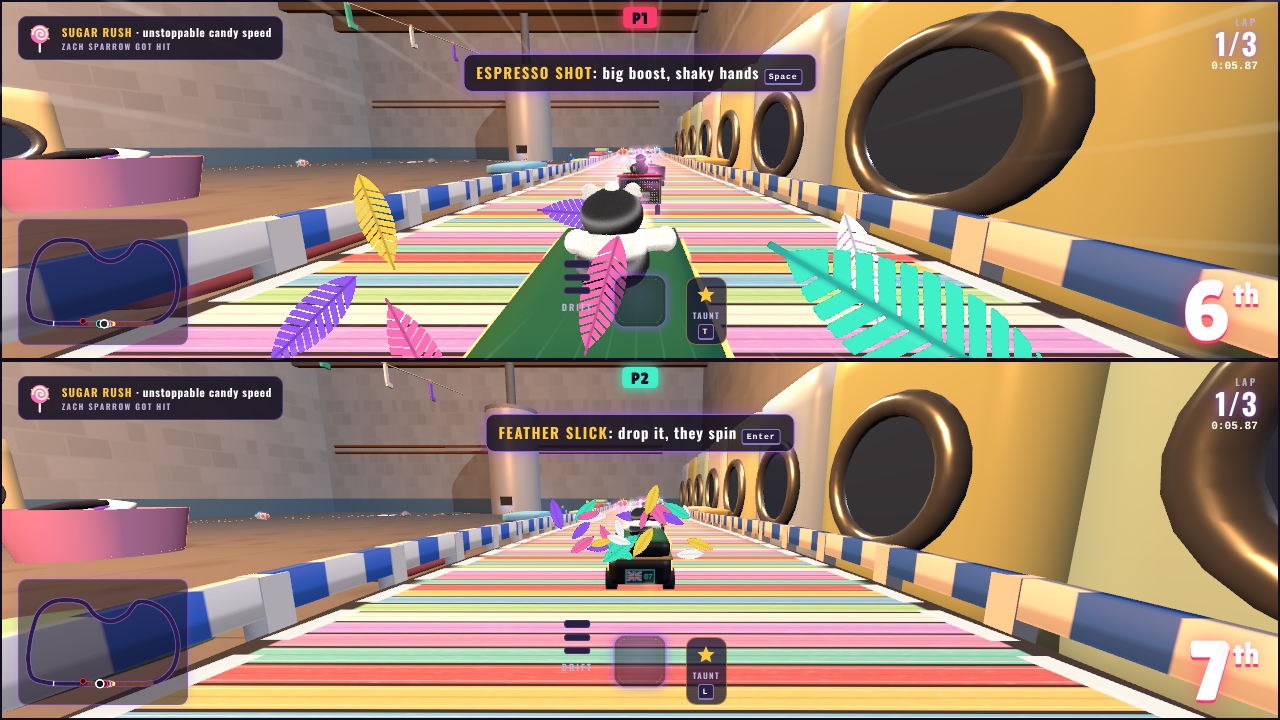 P1
SUGAR RUSH · unstoppable candy speed
ZACH SPARROW GOT HIT
ESPRESSO SHOT: big boost, shaky hands Space
LAP
1/3
0:05.87
DRIFT
TAUNT
T
6th
P2
SUGAR RUSH · unstoppable candy speed
ZACH SPARROW GOT HIT
FEATHER SLICK: drop it, they spin Enter
LAP
1/3
0:05.87
67
DRIFT
TAUNT
L
7th